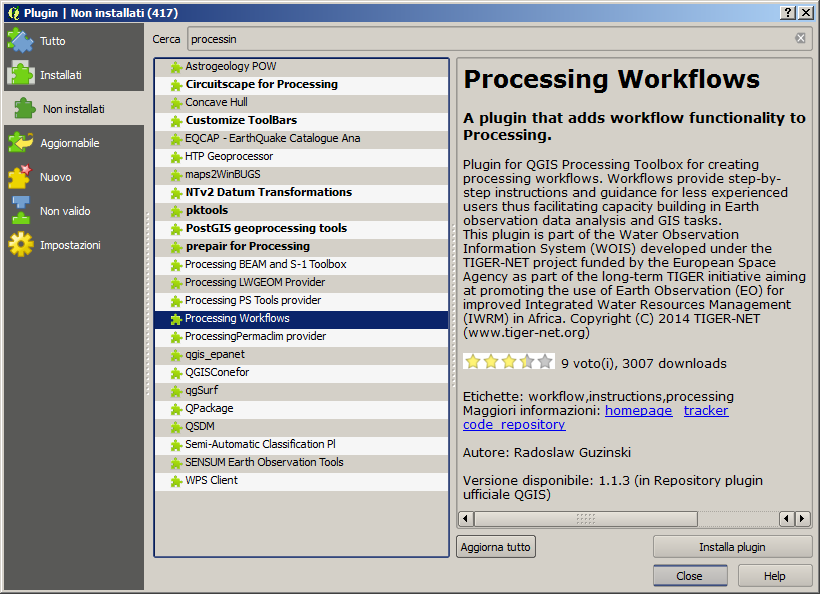 Plugin | Non installati (417)
Tutto
Installati
Non installati
Aggiornabile
Nuovo
Non valido
Impostazioni
Cerca processin
Astrogeology POW
Circuitscape for Processing
Concave Hull
Customize ToolBars
EQCAP - EarthQuake Catalogue Ana
HTP Geoprocessor
maps2WinBUGS
NTv2 Datum Transformations
pktools
PostGIS geoprocessing tools
prepair for Processing
Processing BEAM and S-1 Toolbox
Processing LWGEOM Provider
Processing PS Tools provider
Processing Workflows
ProcessingPermaclim provider
qgis_epanet
QGISConefor
qgSurf
QPackage
QSDM
Semi-Automatic Classification Pl
SENSUM Earth Observation Tools
WPS Client
Processing Workflows
A plugin that adds workflow functionality to
Processing.
Plugin for QGIS Processing Toolbox for creating
processing workflows. Workflows provide step-by-
step instructions and guidance for less experienced
users thus facilitating capacity building in Earth
observation data analysis and GIS tasks.
This plugin is part of the Water Observation
Information System (WOIS) developed under the
TIGER-NET project funded by the European Space
Agency as part of the long-term TIGER initiative aiming
at promoting the use of Earth Observation (EO) for
improved Integrated Water Resources Management
(IWRM) in Africa. Copyright (C) 2014 TIGER-NET
(www.tiger-net.org)
9 voto(i), 3007 downloads
Etichette: workflow,instructions,processing
Maggiori informazioni: homepage tracker
code_repository
Autore: Radoslaw Guzinski
Versione disponibile: 1.1.3 (in Repository plugin
ufficiale QGIS)
Aggiorna tutto
Installa plugin
Close
Help